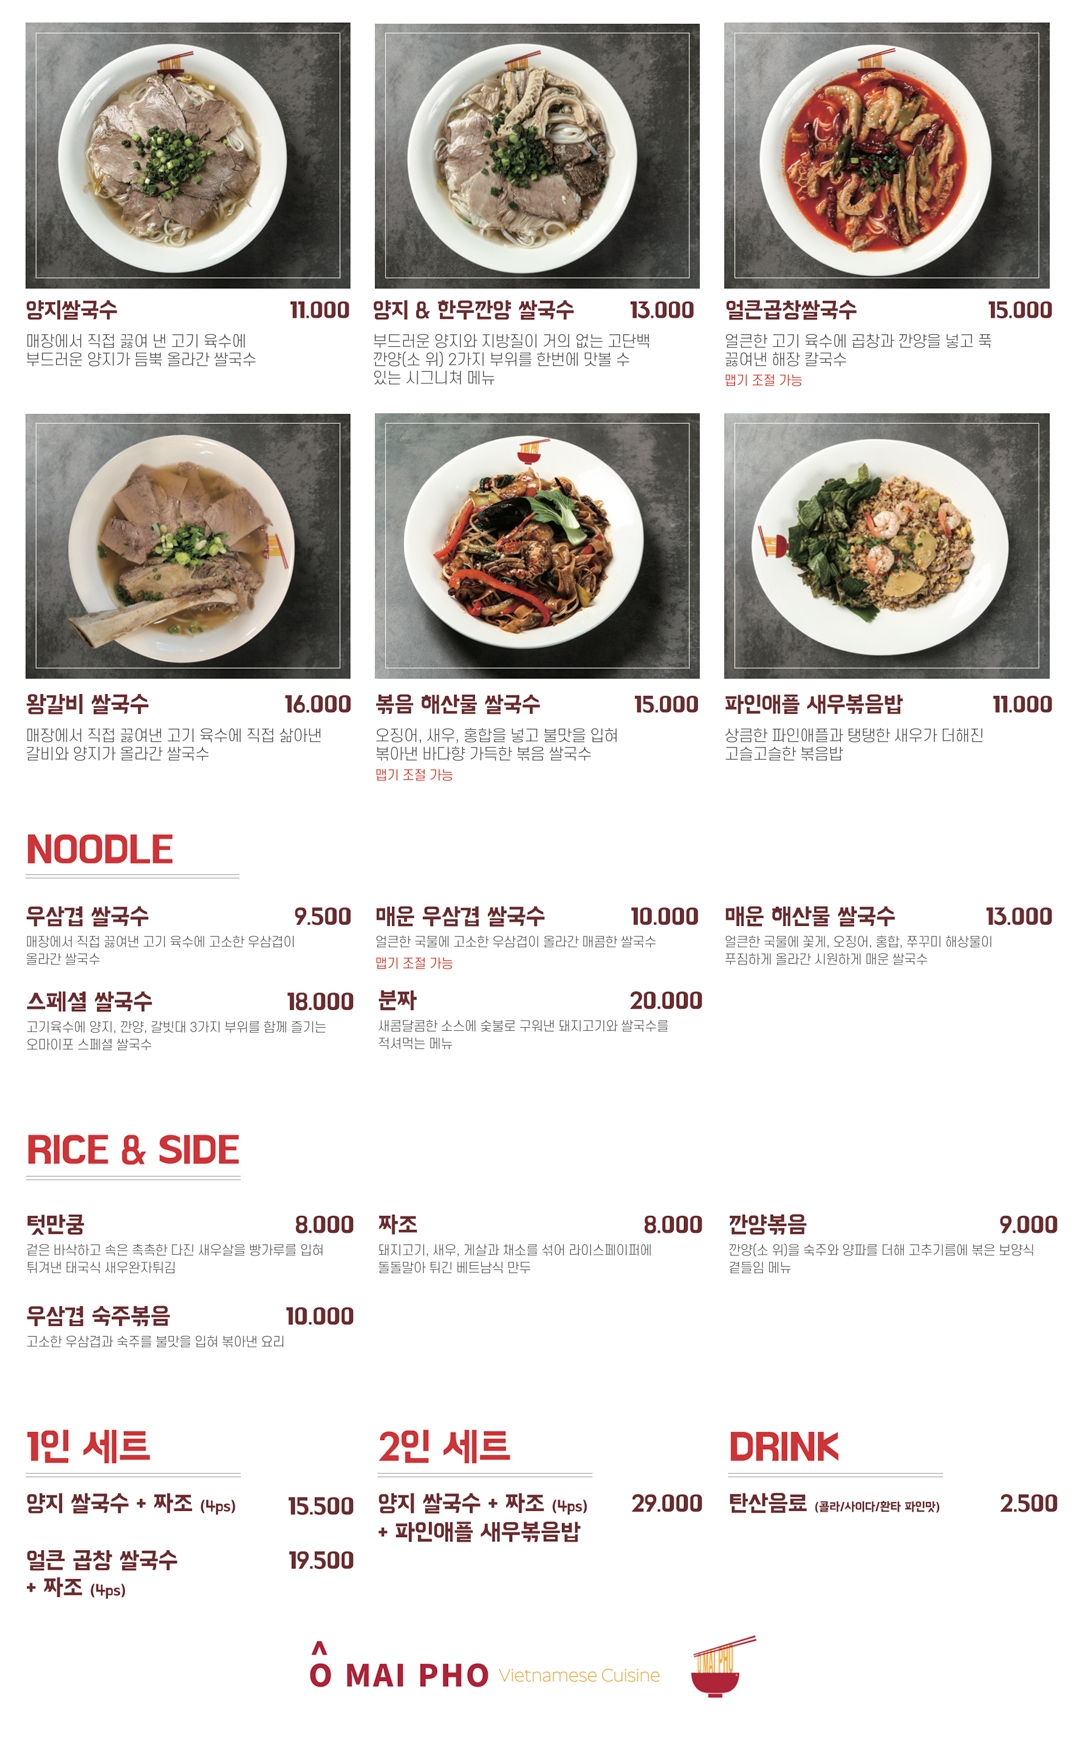 양지쌀국수 11.000
매장에서 직접 끓여 낸 고기 육수에
부드러운 양지가 듬뿍 올라간 쌀국수
양지 & 한우깐양 쌀국수 13.000
부드러운 양지와 지방질이 거의 없는 고단백
깐양(소 위) 2가지 부위를 한번에 맛볼 수
있는 시그니쳐 메뉴
얼큰곱창쌀국수 15.000
얼큰한 고기 육수에 곱창과 깐양을 넣고 푹
끓여낸 해장 칼국수
맵기 조절 가능
왕갈비 쌀국수 16.000
매장에서 직접 끓여낸 고기 육수에 직접 삶아낸
갈비와 양지가 올라간 쌀국수
볶음 해산물 쌀국수 15.000
오징어, 새우, 홍합을 넣고 불맛을 입혀
볶아낸 바다향 가득한 볶음 쌀국수
맵기 조절 가능
파인애플 새우볶음밥 11.000
상큼한 파인애플과 탱탱한 새우가 더해진
고슬고슬한 볶음밥
NOODLE
우삼겹 쌀국수 9.500
매장에서 직접 끓여낸 고기 육수에 고소한 우삼겹이
올라간 쌀국수
매운 우삼겹 쌀국수 10.000
얼큰한 국물에 고소한 우삼겹이 올라간 매콤한 쌀국수
맵기 조절 가능
매운 해산물 쌀국수 13.000
얼큰한 국물에 꽃게, 오징어, 홍합, 쭈꾸미 해상물이
푸짐하게 올라간 시원하게 매운 쌀국수
스페셜 쌀국수 18.000
고기육수에 양지, 깐양, 갈빗대 3가지 부위를 함께 즐기는
오마이포 스페셜 쌀국수
분짜 20.000
새콤달콤한 소스에 숯불로 구워낸 돼지고기와 쌀국수를
적셔먹는 메뉴
RICE & SIDE
텃만쿵 8.000
겉은 바삭하고 속은 촉촉한 다진 새우살을 빵가루를 입혀
튀겨낸 태국식 새우완자튀김
짜조 8.000
돼지고기, 새우, 게살과 채소를 섞어 라이스페이퍼에
돌돌말아 튀긴 베트남식 만두
깐양볶음 9.000
깐양(소 위)을 숙주와 양파를 더해 고추기름에 볶은 보양식
곁들임 메뉴
우삼겹 숙주볶음 10.000
고소한 우삼겹과 숙주를 불맛을 입혀 볶아낸 요리
1인 세트
양지 쌀국수 + 짜조 (4ps) 15.500
얼큰 곱창 쌀국수 19.500
+ 짜조 (4ps)
2인 세트
양지 쌀국수 + 짜조 (4ps) 29.000
+ 파인애플 새우볶음밥
DRINK
탄산음료 (콜라/사이다/환타 파인맛) 2.500
Ô MAI PHO Vietnamese Cuisine
Ô MAI PHO